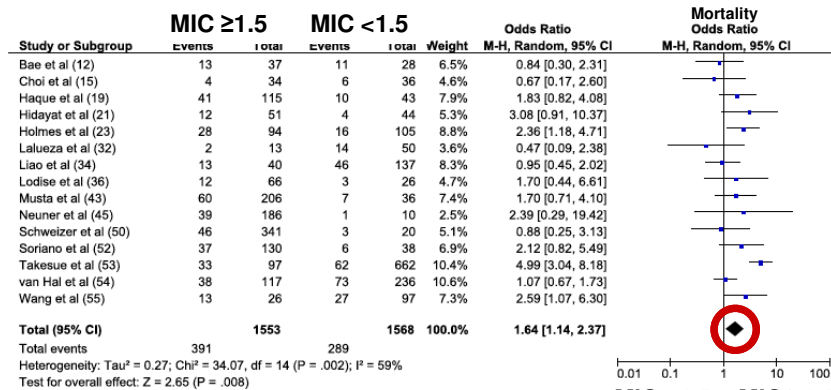 MIC ≥1.5 MIC <1.5 Mortality
Odds Ratio Odds Ratio
Study or Subgroup Events Total Events Total Weight M-H, Random, 95% CI M-H, Random, 95% CI
Bae et al (12) 13 37 11 28 6.5% 0.84 [0.30, 2.31]
Choi et al (15) 4 34 6 36 4.6% 0.67 [0.17, 2.60]
Haque et al (19) 41 115 10 43 7.9% 1.83 [0.82, 4.08]
Hidayat et al (21) 12 51 4 44 5.3% 3.08 [0.91, 10.37]
Holmes et al (23) 28 94 16 105 8.8% 2.36 [1.18, 4.71]
Lalueza et al (32) 2 13 14 50 3.5% 0.47 [0.09, 2.38]
Liao et al (34) 13 40 46 137 8.3% 0.95 [0.45, 2.02]
Lodise et al (36) 12 66 3 26 4.7% 1.70 [0.44, 6.61]
Musta et al (43) 60 206 7 36 7.4% 1.70 [0.71, 4.10]
Neuner et al (45) 39 186 1 10 2.5% 2.39 [0.29, 19.42]
Schweizer et al (50) 46 341 3 20 5.1% 0.88 [0.25, 3.13]
Soriano et al (52) 37 130 6 38 6.9% 2.12 [0.82, 5.49]
Takesue et al (53) 33 97 62 662 10.4% 4.99 [3.04, 8.18]
van Hal et al (54) 38 117 73 236 10.7% 1.07 [0.67, 1.73]
Wang et al (55) 13 26 27 97 7.3% 2.59 [1.07, 6.30]
Total (95% CI) 1553 1568 100.0% 1.64 [1.14, 2.37]
Total events 391 289
Heterogeneity: Tau² = 0.27; Chi² = 34.07, df = 14 (P = .002); I² = 59%
Test for overall effect: Z = 2.65 (P = .008)
0.01 0.1 1 10 100